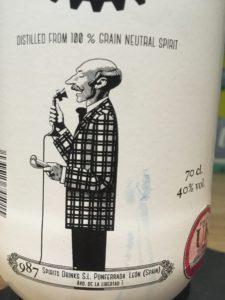 DISTILLED FROM 100 % GRAIN NEUTRAL SPIRIT
70 cl.
40% vol.
987 SPIRITS DRINKS S.L. PONFERRADA LEÓN (SPAIN)
AVD. DE LA LIBERTAD 1